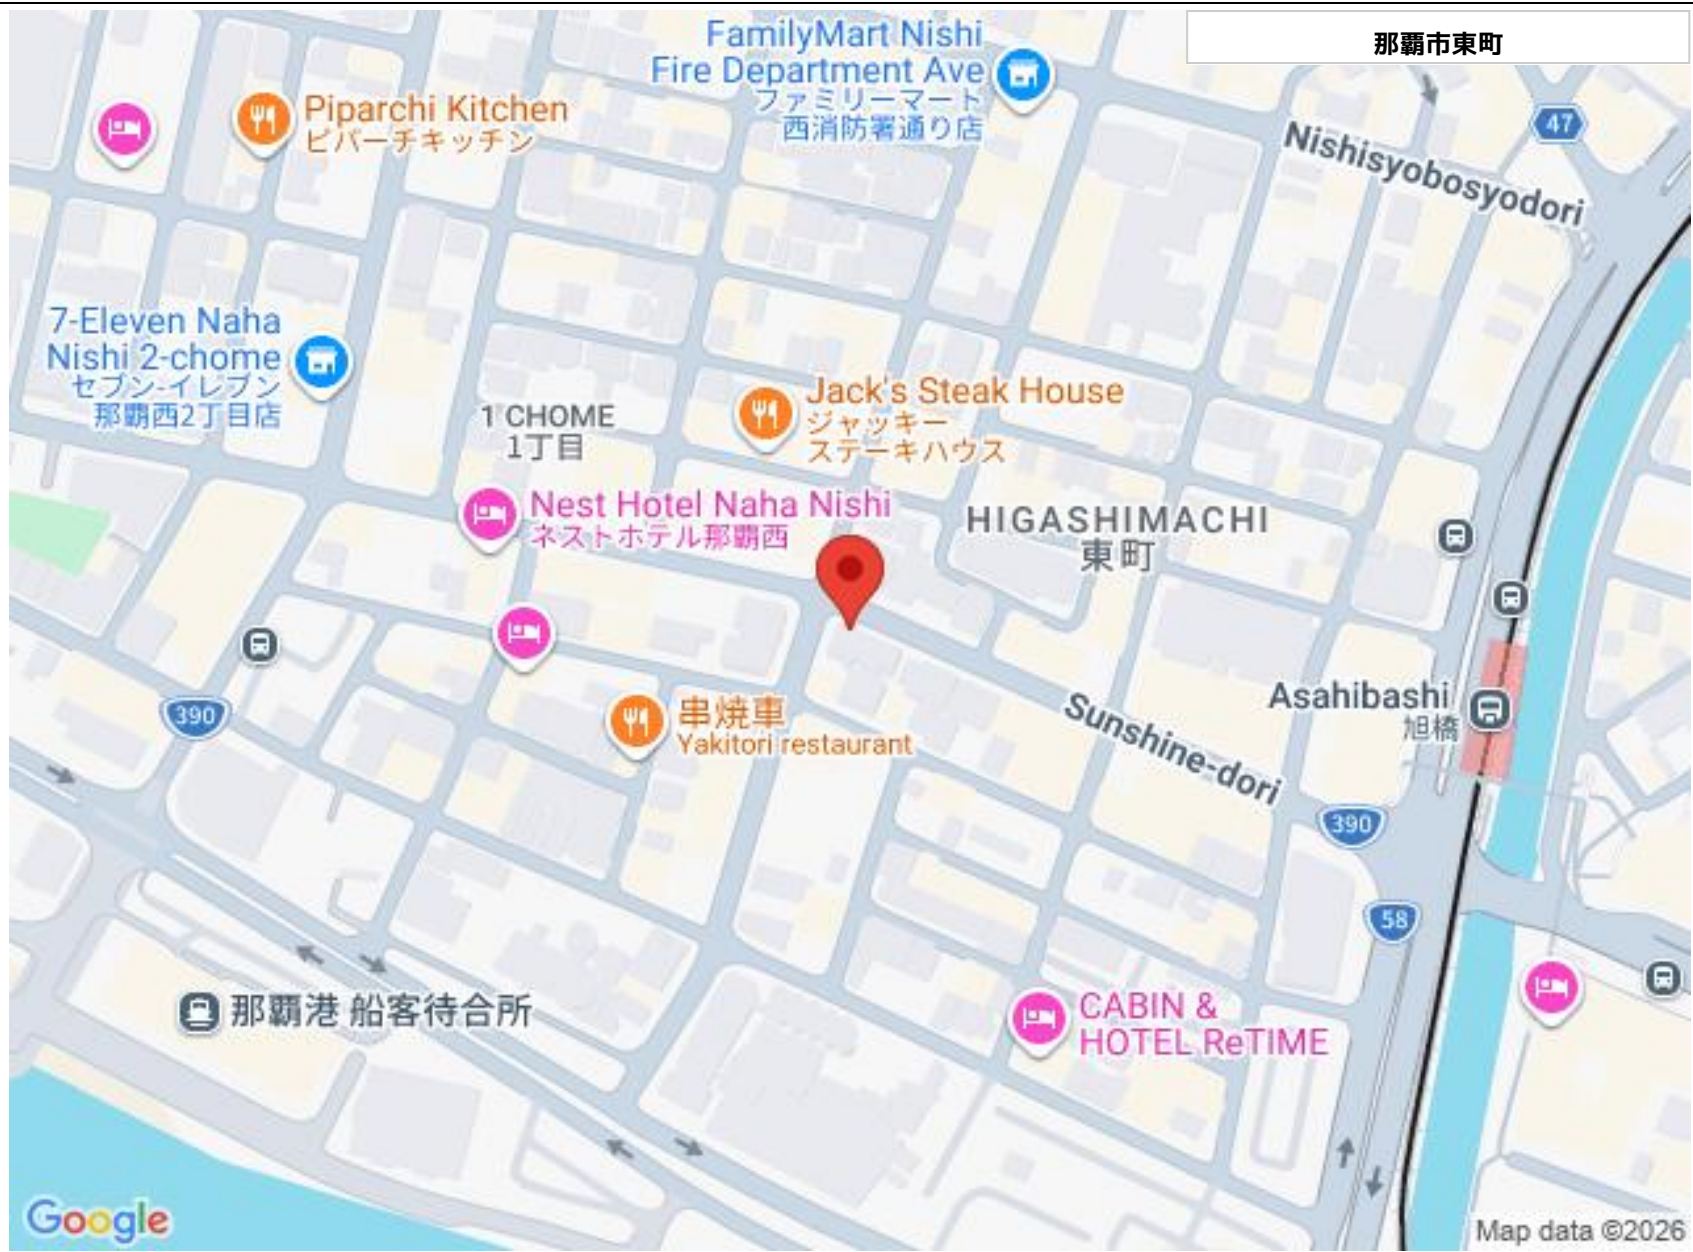 那覇市東町
FamilyMart Nishi
Fire Department Ave
ファミリーマート
西消防署通り店
Piparchi Kitchen
ピパーチキッチン
47
Nishisyobosyodori
7-Eleven Naha
Nishi 2-chome
セブン-イレブン
那覇西2丁目店
1 CHOME
1丁目
Jack's Steak House
ジャッキー
ステーキハウス
Nest Hotel Naha Nishi
ネストホテル那覇西
HIGASHIMACHI
東町
390
串焼車
Yakitori restaurant
Sunshine-dori
Asahibashi
旭橋
390
58
那覇港 船客待合所
CABIN &
HOTEL ReTIME
Google
Map data ©2026